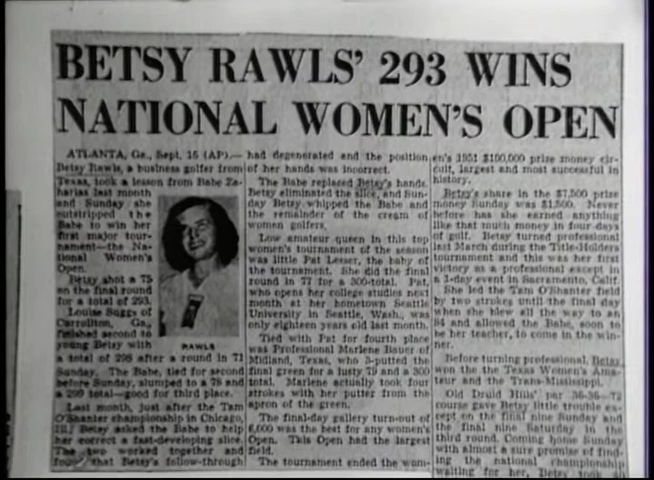 BETSY RAWLS' 293 WINS
NATIONAL WOMEN'S OPEN
ATLANTA, Ga., Sept. 16 (AP).—
Betsy Rawls, a business golfer from
Texas, took a lesson from Babe Za-
harias last month
and Sunday she
outstripped the
Babe to win her
first major tour-
nament—the Na-
tional Women's
Open.
Betsy shot a 75
on the final round
for a total of 293.
Louise Suggs of
Carrollton, Ga.,
finished second to
young Betsy with
RAWLS
a total of 298 after a round in 71
Sunday. The Babe, tied for second
before Sunday, slumped to a 78 and
a 299 total—good for third place.
Last month, just after the Tam
O'Shanter championship in Chicago,
Ill., Betsy asked the Babe to help
her correct a fast-developing slice.
The two worked together and
found that Betsy's follow-through
had degenerated and the position
of her hands was incorrect.
The Babe replaced Betsy's hands.
Betsy eliminated the slice, and Sun-
day Betsy whipped the Babe and
the remainder of the cream of
women golfers.
Low amateur queen in this top
women's tournament of the season
was little Pat Lesser, the baby of
the tournament. She did the final
round in 77 for a 300-total. Pat,
who opens her college studies next
month at her hometown Seattle
University in Seattle, Wash., was
only eighteen years old last month.
Tied with Pat for fourth place
was Professional Marlene Bauer of
Midland, Texas, who 3-putted the
final green for a lusty 79 and a 300
total. Marlene actually took four
strokes with her putter from the
apron of the green.
The final-day gallery turn-out of
6,000 was the best for any women's
Open. This Open had the largest
field.
The tournament ended the wom-
en's 1951 $100,000 prize money cir-
cuit, largest and most successful in
history.
Betsy's share in the $7,500 prize
money Sunday was $1,500. Never
before has she earned anything
like that much money in four days
of golf. Betsy turned professional
last March during the Title-Holders
tournament and this was her first
victory as a professional except in
a 1-day event in Sacramento, Calif.
She led the Tam O'Shanter field
by two strokes until the final day
when she blew all the way to an
84 and allowed the Babe, soon to
be her teacher, to come in the win-
ner.
Before turning professional, Betsy
won the the Texas Women's Ama-
teur and the Trans-Mississippi.
Old Druid Hills' par 36-36—72
course gave Betsy little trouble ex-
cept on the final nine Sunday and
the final nine Saturday in the
third round. Coming home Sunday
with almost a sure promise of find-
ing the national championship
waiting for her, Betsy took an